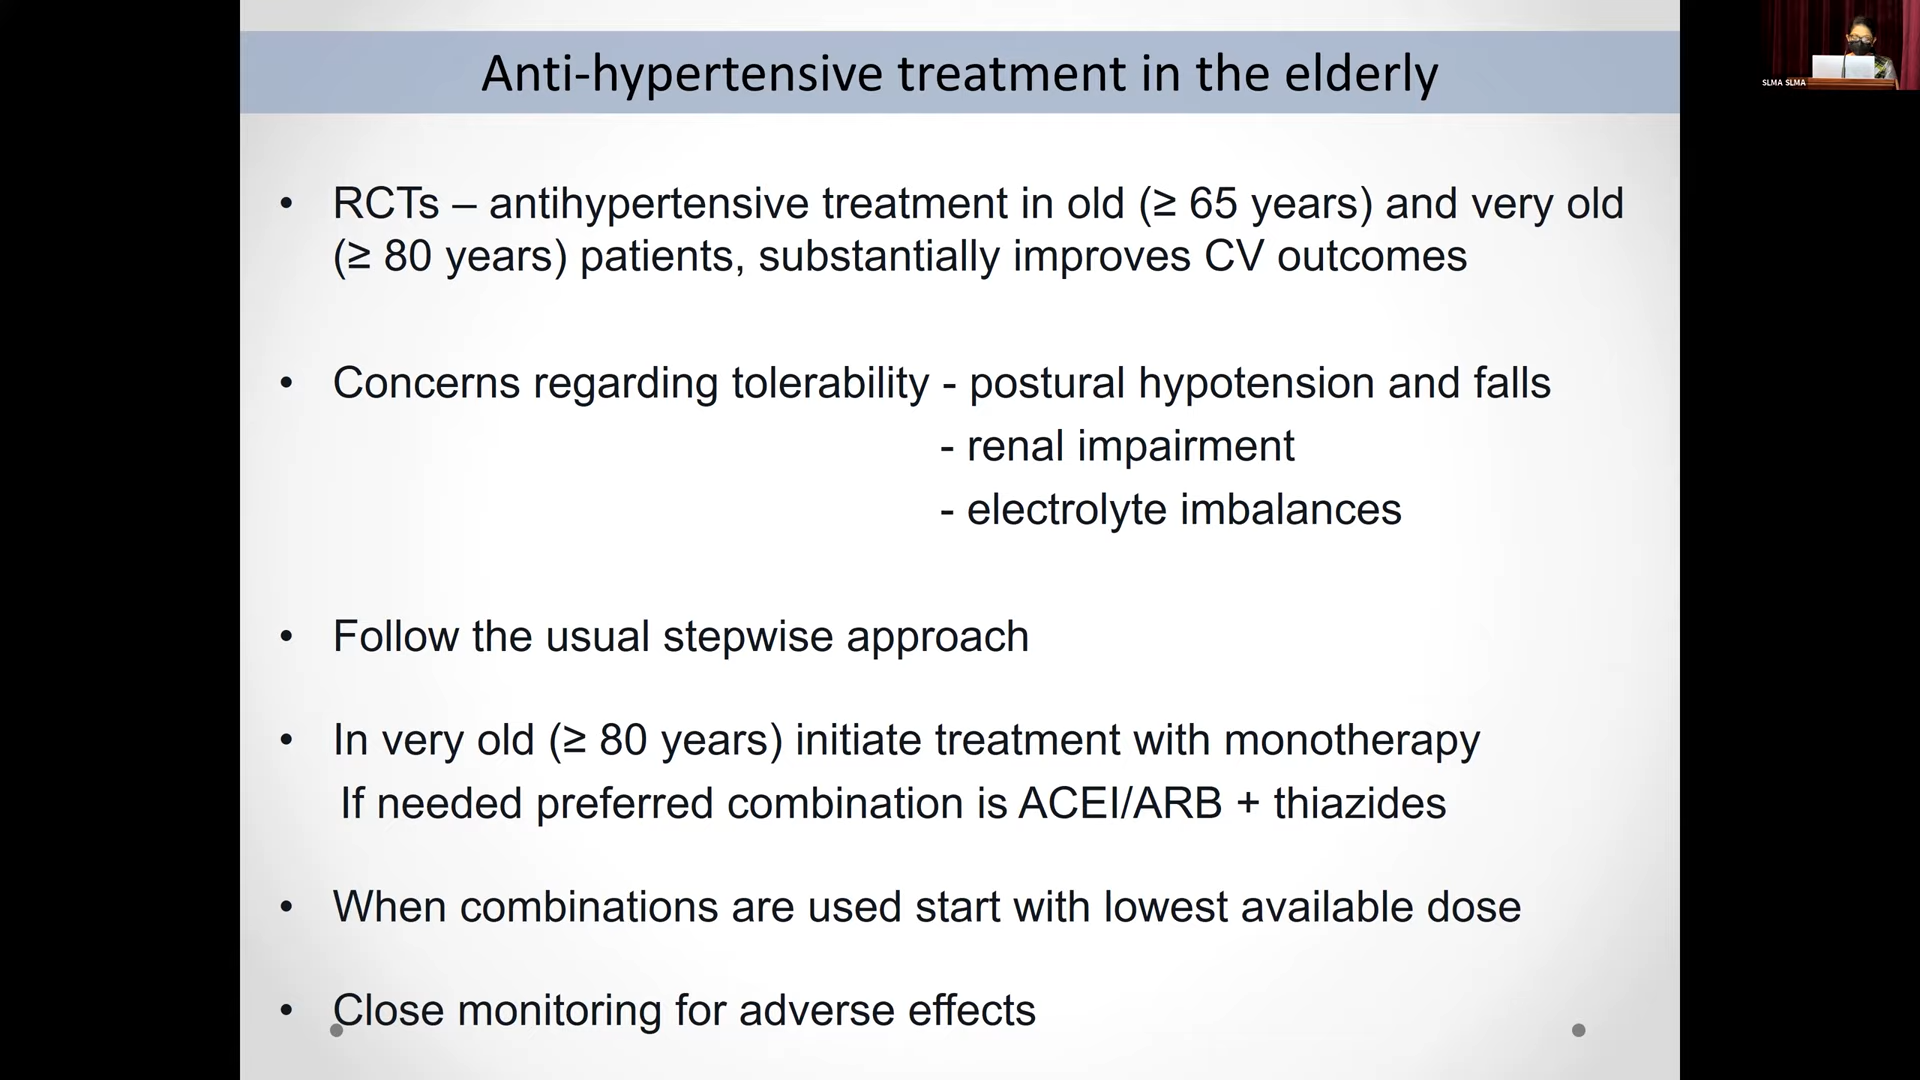 Anti-hypertensive treatment in the elderly
SLMA SLMA
• RCTs – antihypertensive treatment in old (≥ 65 years) and very old
(≥ 80 years) patients, substantially improves CV outcomes
• Concerns regarding tolerability - postural hypotension and falls
- renal impairment
- electrolyte imbalances
• Follow the usual stepwise approach
• In very old (≥ 80 years) initiate treatment with monotherapy
If needed preferred combination is ACEI/ARB + thiazides
• When combinations are used start with lowest available dose
• Close monitoring for adverse effects